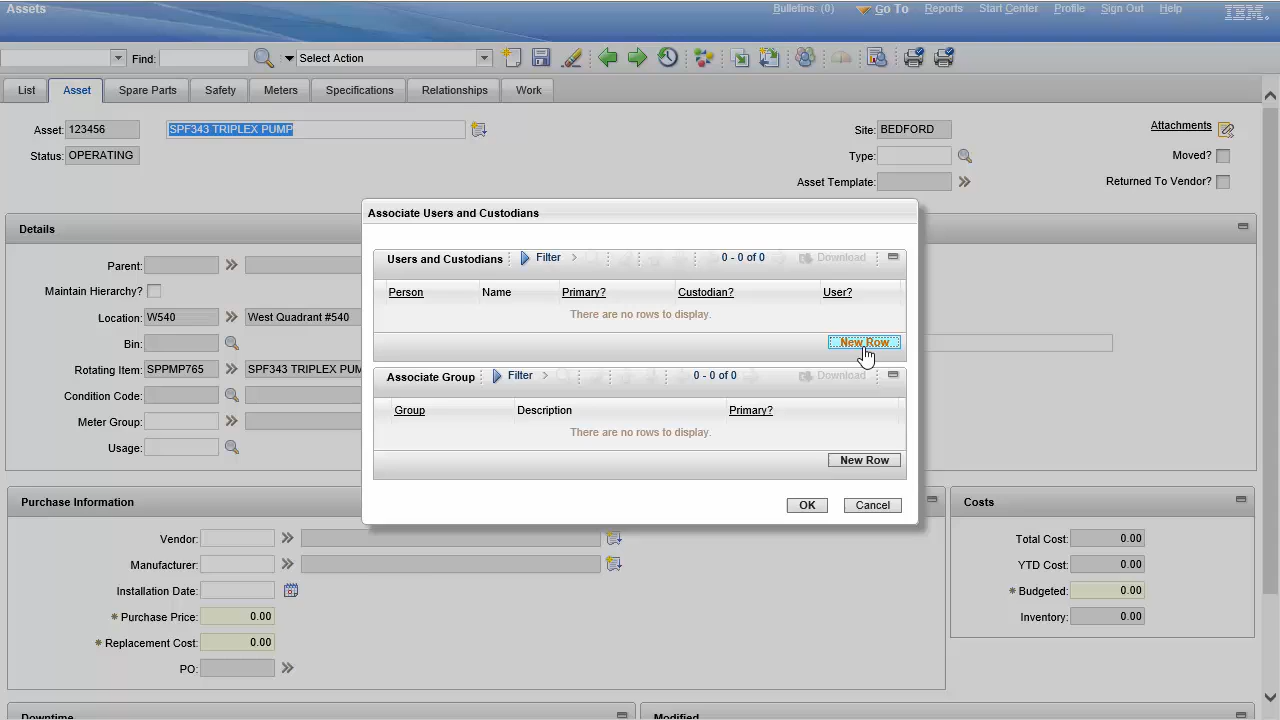 Assets
Bulletins: (0) Go To Reports Start Center Profile Sign Out Help IBM.
Find: Select Action
List Asset Spare Parts Safety Meters Specifications Relationships Work
Asset: 123456 SPF343 TRIPLEX PUMP Site: BEDFORD Attachments
Status: OPERATING Type: Moved?
Asset Template: Returned To Vendor?
Associate Users and Custodians
Details
Users and Custodians Filter 0 - 0 of 0 Download
Parent:
Person Name Primary? Custodian? User?
Maintain Hierarchy?
There are no rows to display.
Location: W540 West Quadrant #540
Bin: New Row
Rotating Item: SPPMP765 SPF343 TRIPLEX PUM
Associate Group Filter 0 - 0 of 0 Download
Condition Code:
Group Description Primary?
Meter Group:
There are no rows to display.
Usage:
New Row
OK Cancel
Purchase Information Costs
Vendor: Total Cost: 0.00
Manufacturer: YTD Cost: 0.00
Installation Date: * Budgeted: 0.00
* Purchase Price: 0.00 Inventory: 0.00
* Replacement Cost: 0.00
PO:
Downtime Modified